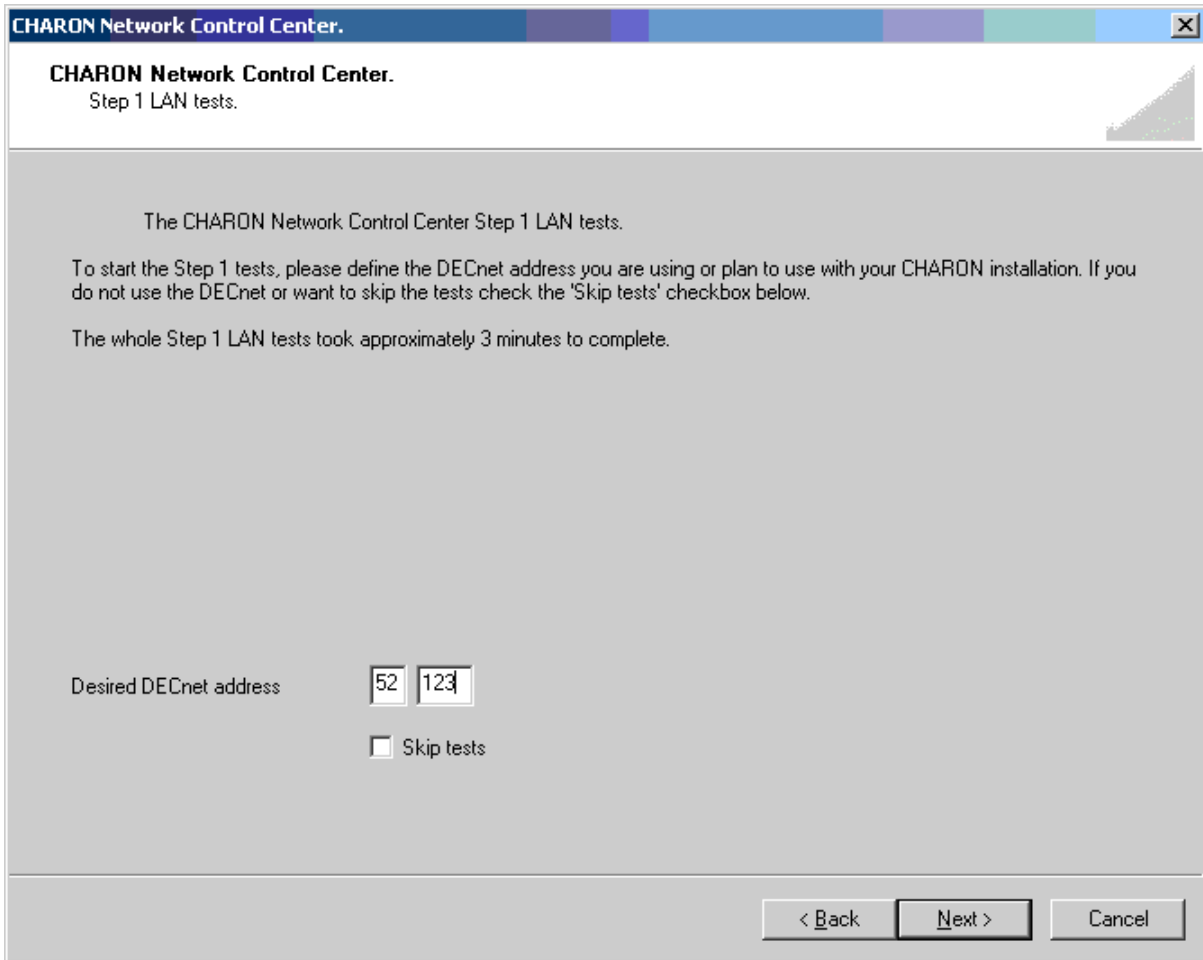 CHARON Network Control Center.
CHARON Network Control Center.
Step 1 LAN tests.
The CHARON Network Control Center Step 1 LAN tests.
To start the Step 1 tests, please define the DECnet address you are using or plan to use with your CHARON installation. If you
do not use the DECnet or want to skip the tests check the 'Skip tests' checkbox below.
The whole Step 1 LAN tests took approximately 3 minutes to complete.
Desired DECnet address 52 123
Skip tests
< Back Next > Cancel